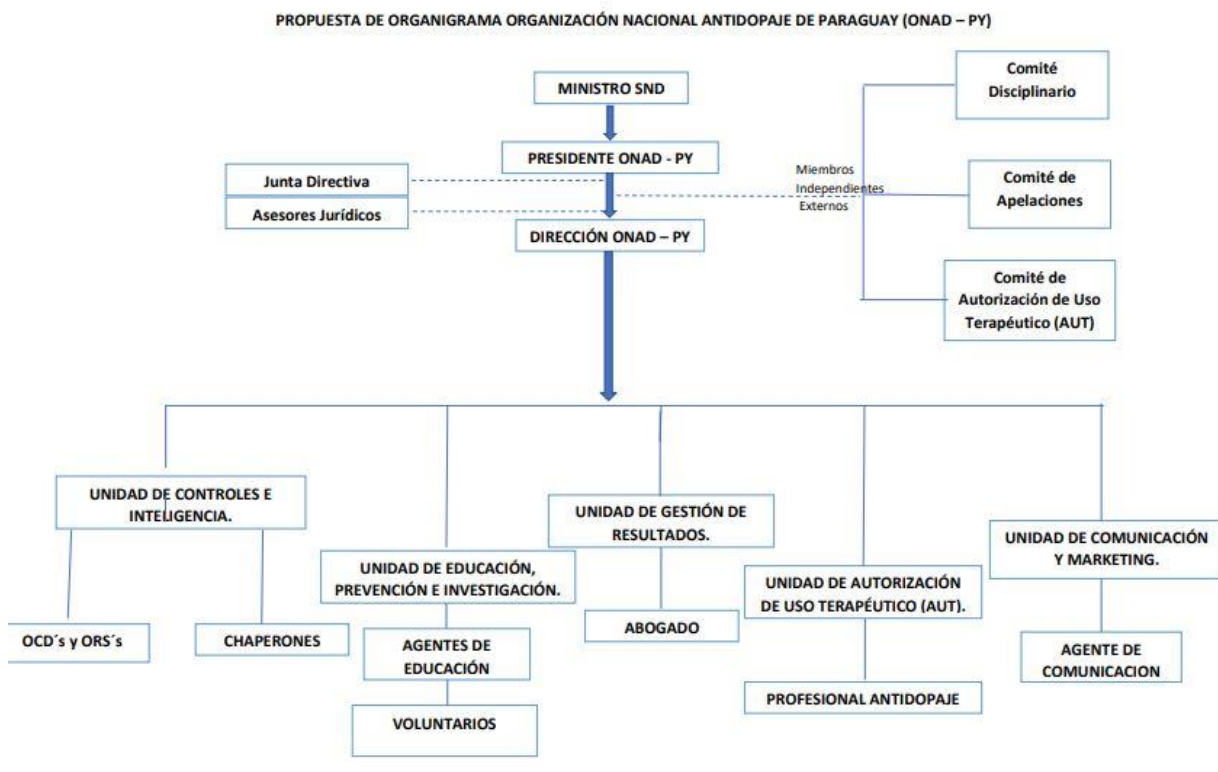 PROPUESTA DE ORGANIGRAMA ORGANIZACIÓN NACIONAL ANTIDOPAJE DE PARAGUAY (ONAD – PY)
MINISTRO SND
PRESIDENTE ONAD - PY
Junta Directiva
Asesores Jurídicos
DIRECCIÓN ONAD – PY
Miembros
Independientes
Externos
Comité
Disciplinario
Comité de
Apelaciones
Comité de
Autorización de Uso
Terapéutico (AUT)
UNIDAD DE CONTROLES E
INTELIGENCIA.
OCD´s y ORS´s
CHAPERONES
UNIDAD DE EDUCACIÓN,
PREVENCIÓN E INVESTIGACIÓN.
AGENTES DE
EDUCACIÓN
VOLUNTARIOS
UNIDAD DE GESTIÓN DE
RESULTADOS.
ABOGADO
UNIDAD DE AUTORIZACIÓN
DE USO TERAPÉUTICO (AUT).
PROFESIONAL ANTIDOPAJE
UNIDAD DE COMUNICACIÓN
Y MARKETING.
AGENTE DE
COMUNICACION